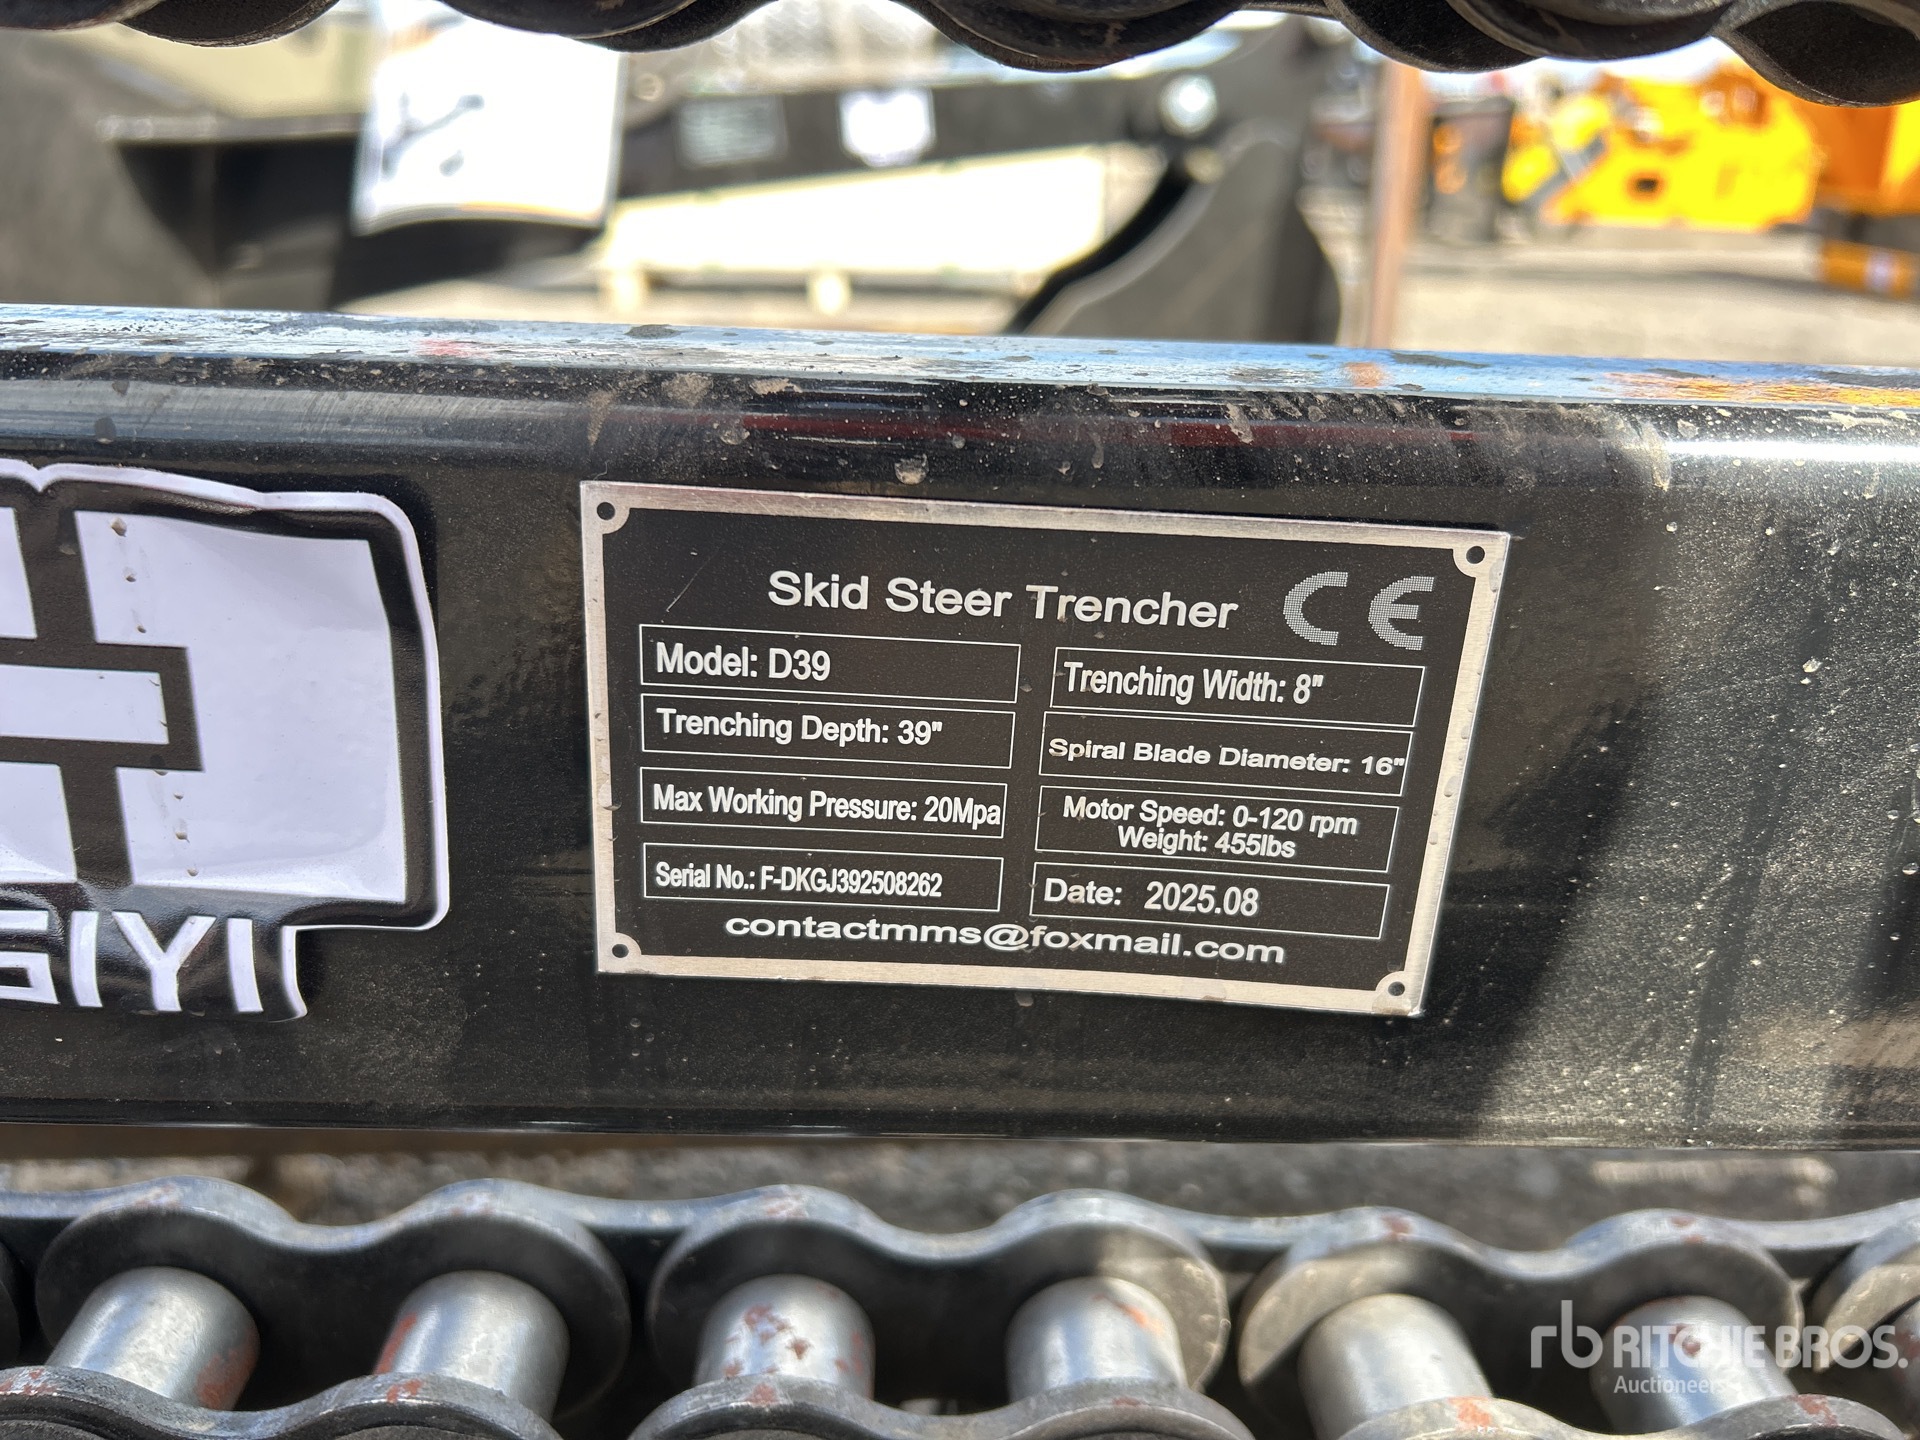 GIYI
Skid Steer Trencher CE
Model: D39
Trenching Width: 8"
Trenching Depth: 39"
Spiral Blade Diameter: 16"
Max Working Pressure: 20Mpa
Motor Speed: 0-120 rpm
Weight: 455lbs
Serial No.: F-DKGJ392508262
Date: 2025.08
contactmms@foxmail.com
rb RITCHIE BROS.
Auctioneers